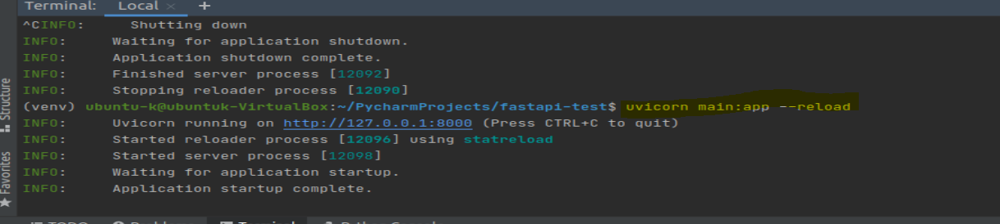 Terminal: Local × +
^CINFO: Shutting down
INFO: Waiting for application shutdown.
INFO: Application shutdown complete.
INFO: Finished server process [12092]
INFO: Stopping reloader process [12090]
(venv) ubuntu-k@ubuntuk-VirtualBox:~/PycharmProjects/fastapi-test$ uvicorn main:app --reload
INFO: Uvicorn running on http://127.0.0.1:8000 (Press CTRL+C to quit)
INFO: Started reloader process [12096] using statreload
INFO: Started server process [12098]
INFO: Waiting for application startup.
INFO: Application startup complete.
Structure
Favorites
TODO Terminal